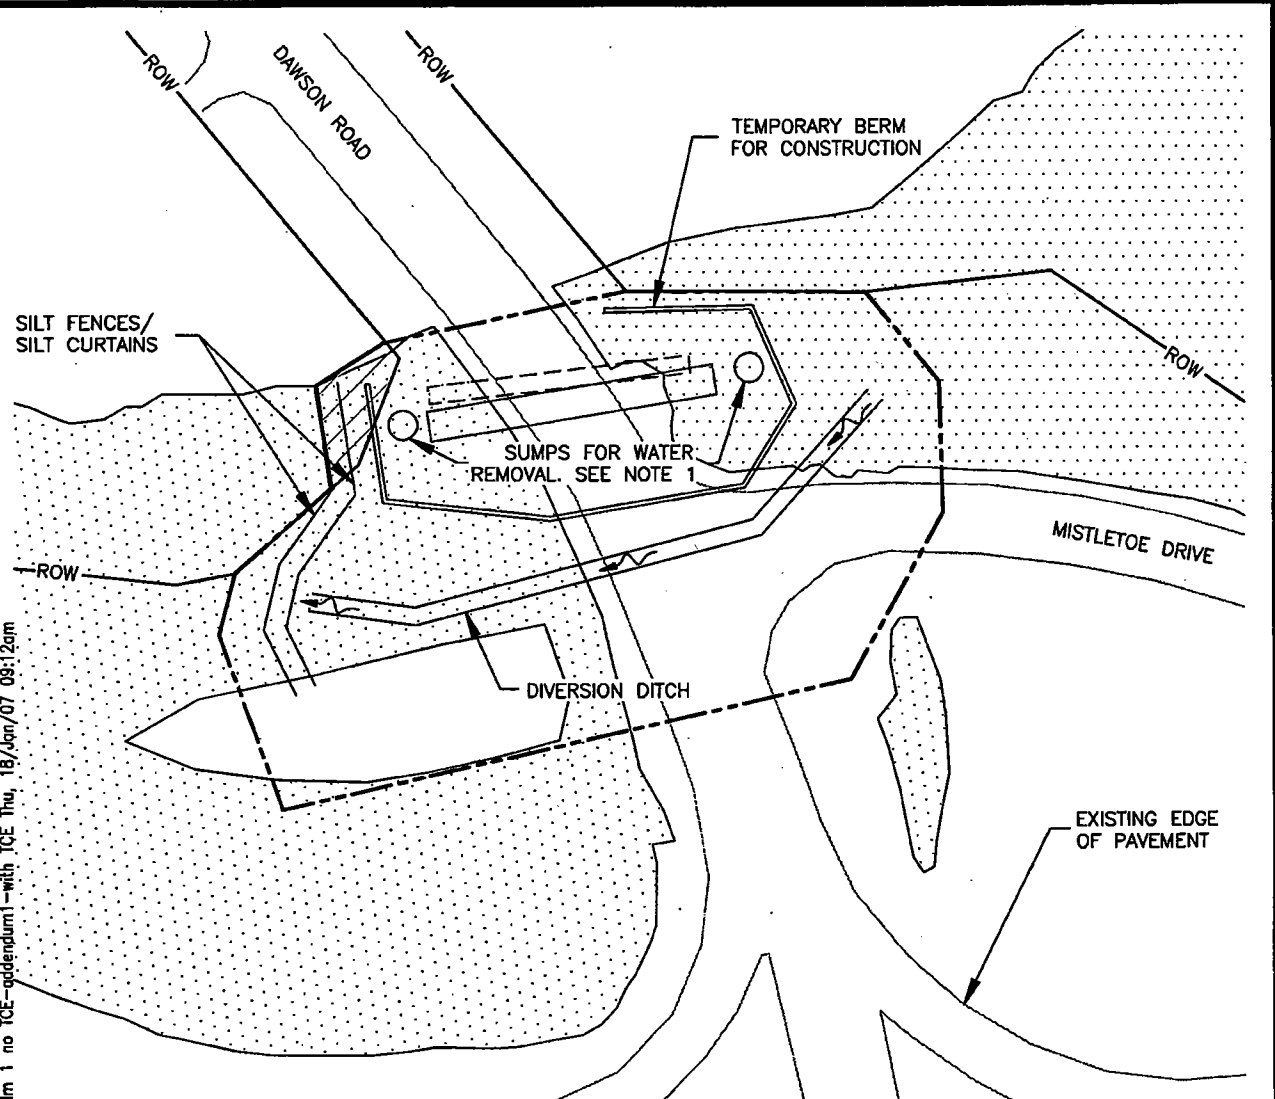 ROW
DAWSON ROAD
ROW
TEMPORARY BERM
FOR CONSTRUCTION
SILT FENCES/
SILT CURTAINS
ROW
SUMPS FOR WATER
REMOVAL. SEE NOTE 1
MISTLETOE DRIVE
ROW
DIVERSION DITCH
EXISTING EDGE
OF PAVEMENT
1 no TCE-addendum1-with TCE Thu, 18/Jan/07 09:12am